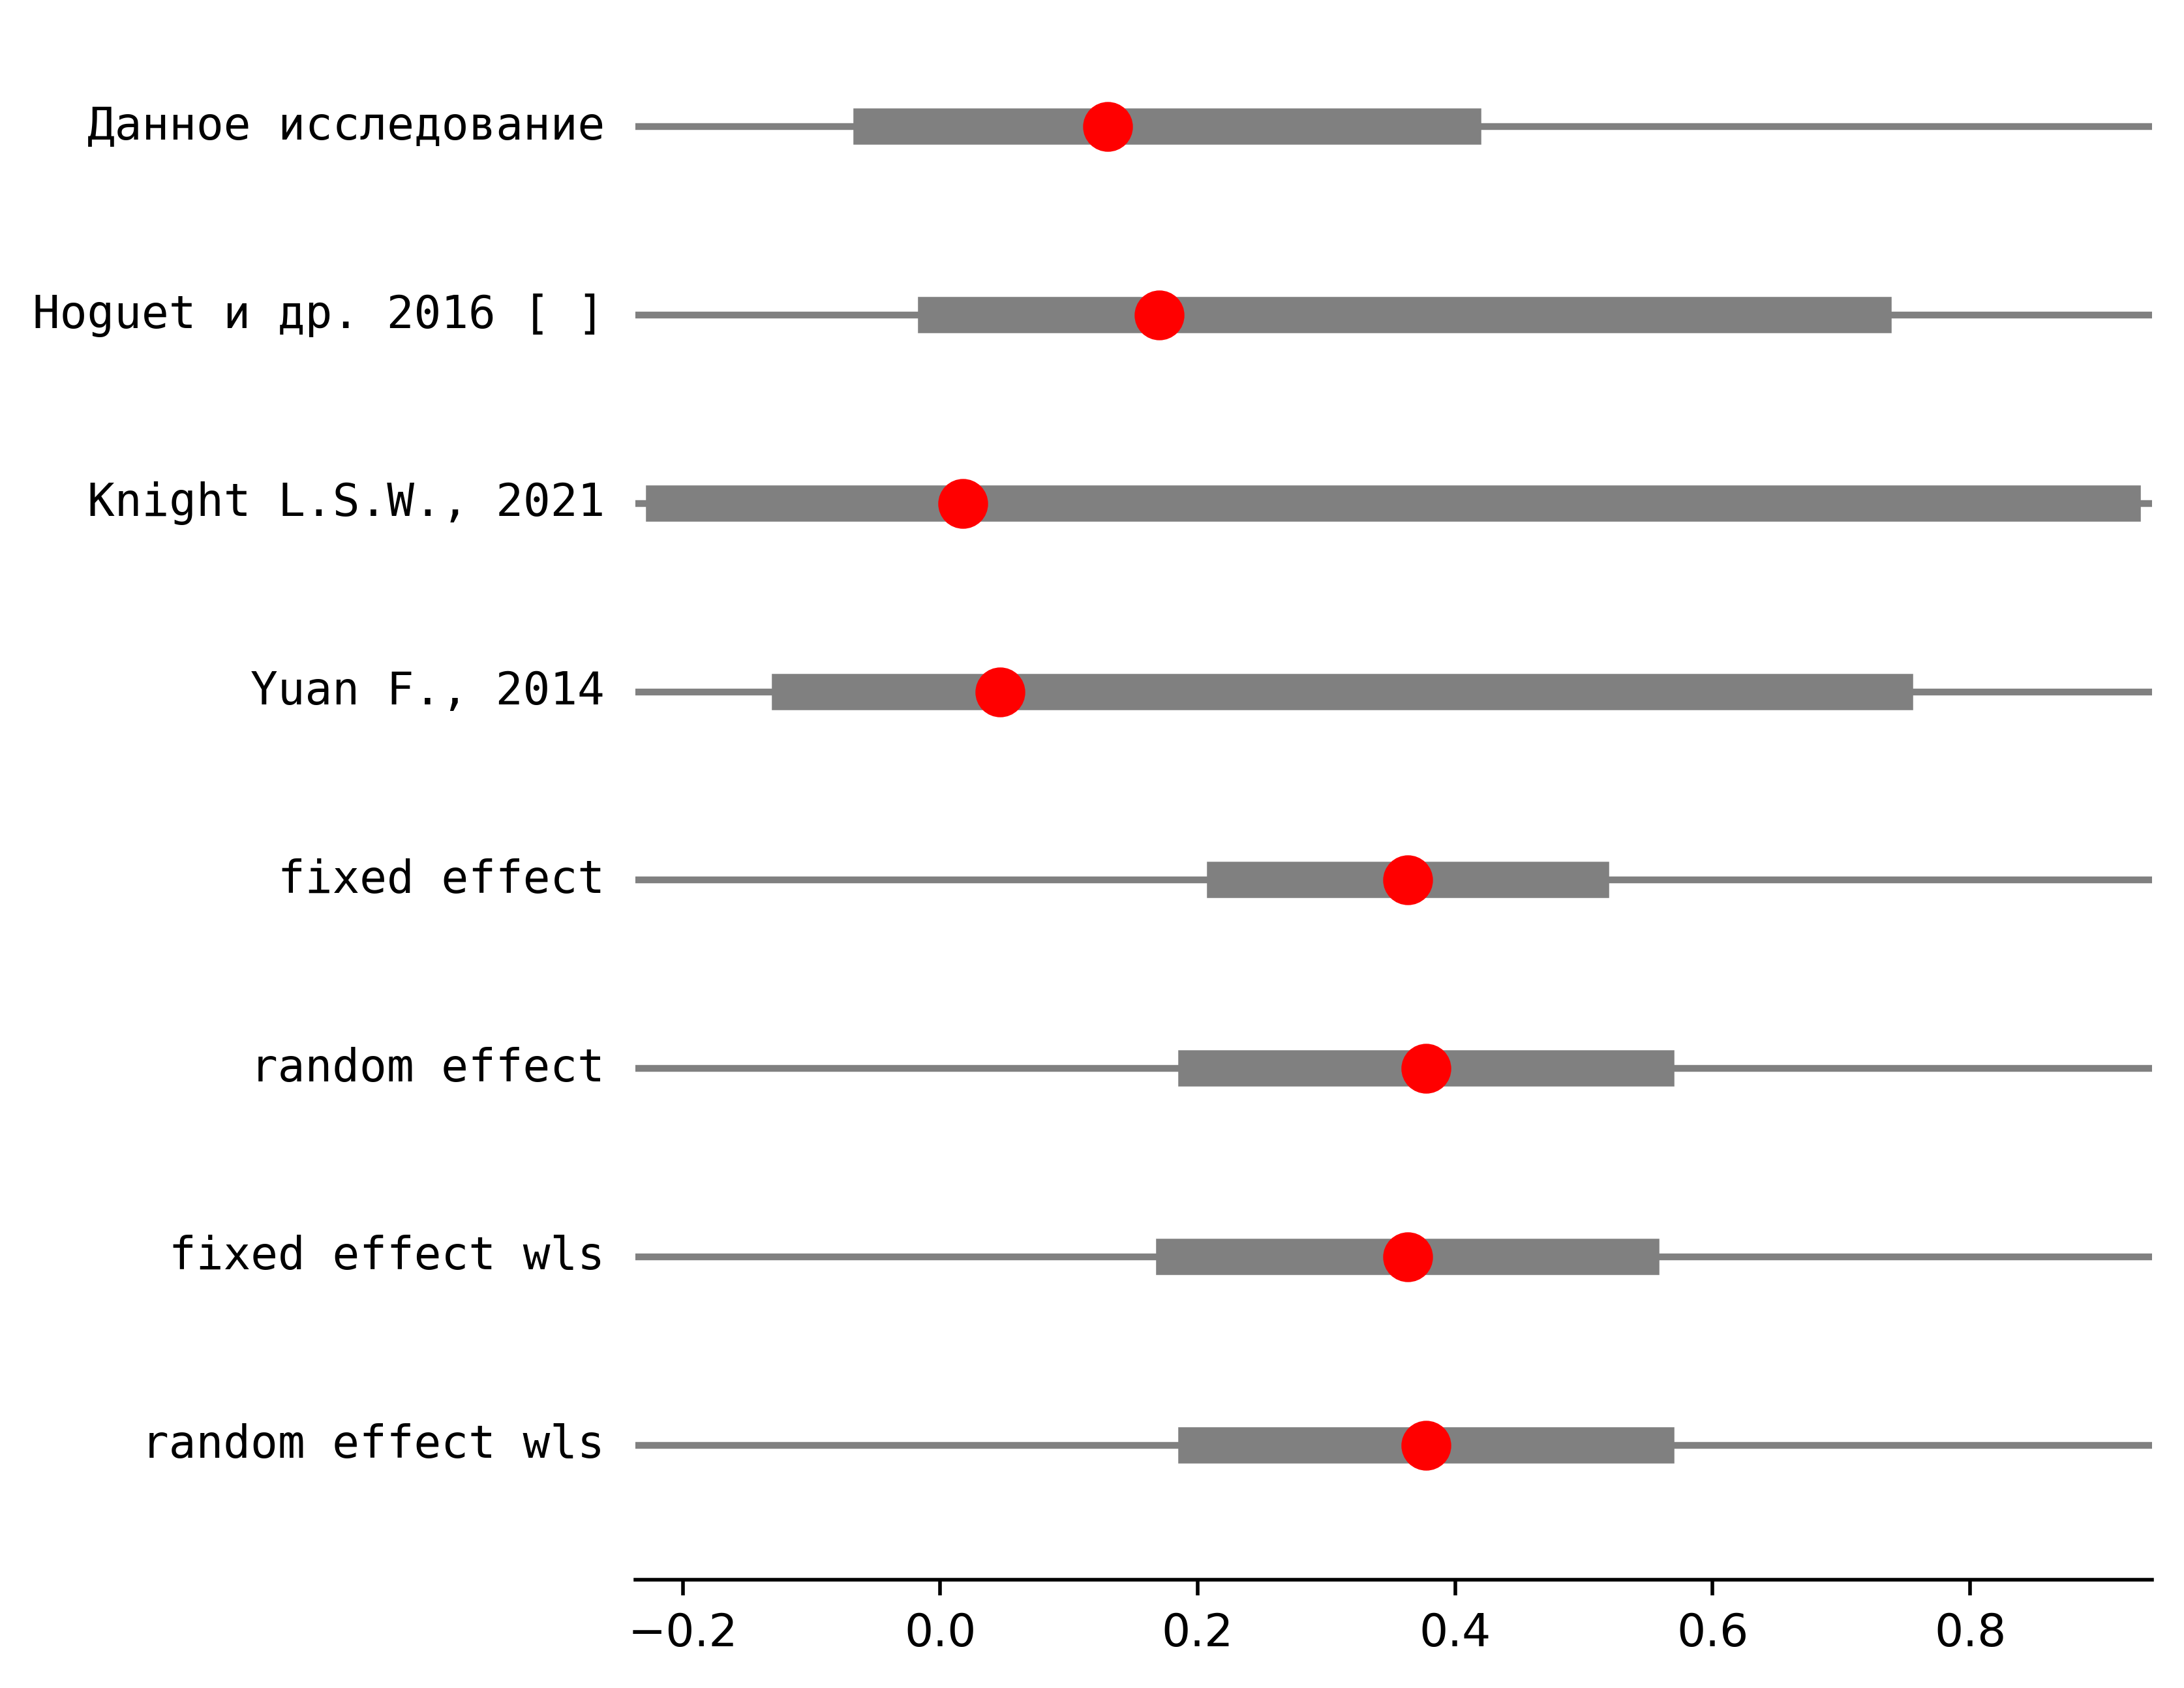 Данное исследование
Hoguet и др. 2016 [ ]
Knight L.S.W., 2021
Yuan F., 2014
fixed effect
random effect
fixed effect wls
random effect wls
−0.2 0.0 0.2 0.4 0.6 0.8